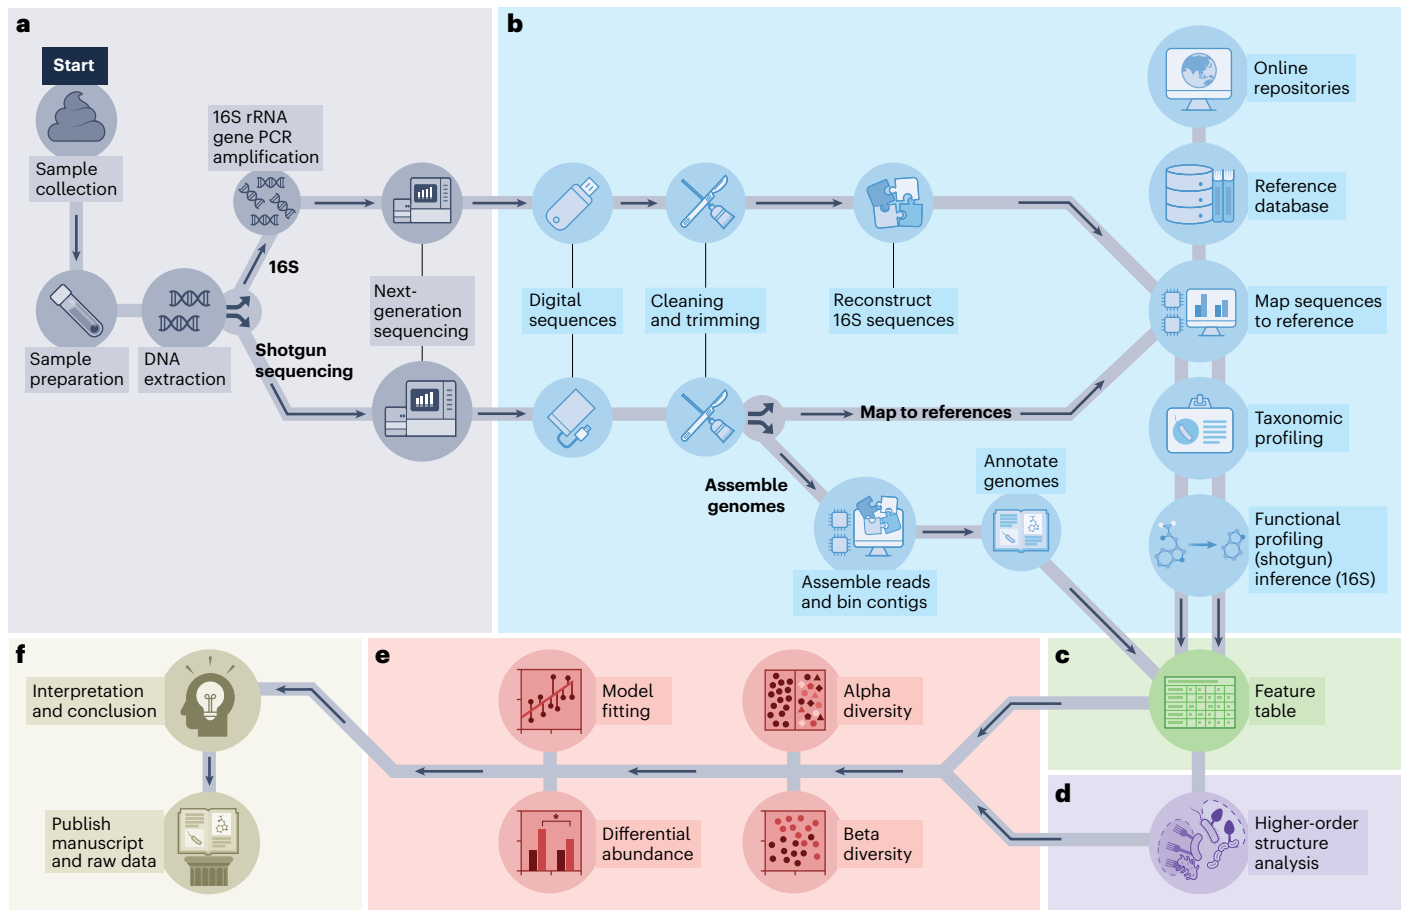 a
Start
Sample
collection
Sample
preparation
DNA
extraction
16S rRNA
gene PCR
amplification
16S
Shotgun
sequencing
Next-
generation
sequencing
b
Digital
sequences
Cleaning
and trimming
Reconstruct
16S sequences
Map to references
Assemble
genomes
Assemble reads
and bin contigs
Annotate
genomes
Online
repositories
Reference
database
Map sequences
to reference
Taxonomic
profiling
Functional
profiling
(shotgun)
inference (16S)
c
Feature
table
d
Higher-order
structure
analysis
e
Alpha
diversity
Beta
diversity
Model
fitting
*
Differential
abundance
f
Interpretation
and conclusion
Publish
manuscript
and raw data